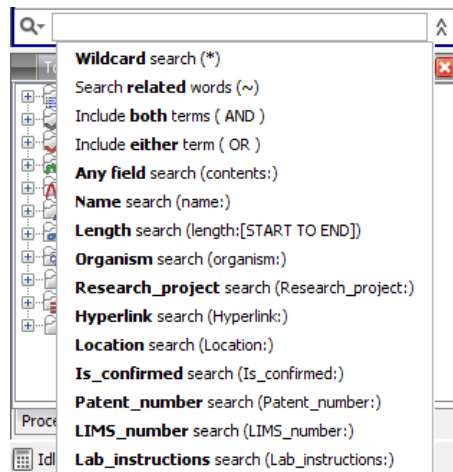 Wildcard search (*)
Search related words (~)
Include both terms ( AND )
Include either term ( OR )
Any field search (contents:)
Name search (name:)
Length search (length:[START TO END])
Organism search (organism:)
Research_project search (Research_project:)
Hyperlink search (Hyperlink:)
Location search (Location:)
Is_confirmed search (Is_confirmed:)
Patent_number search (Patent_number:)
LIMS_number search (LIMS_number:)
Lab_instructions search (Lab_instructions:)